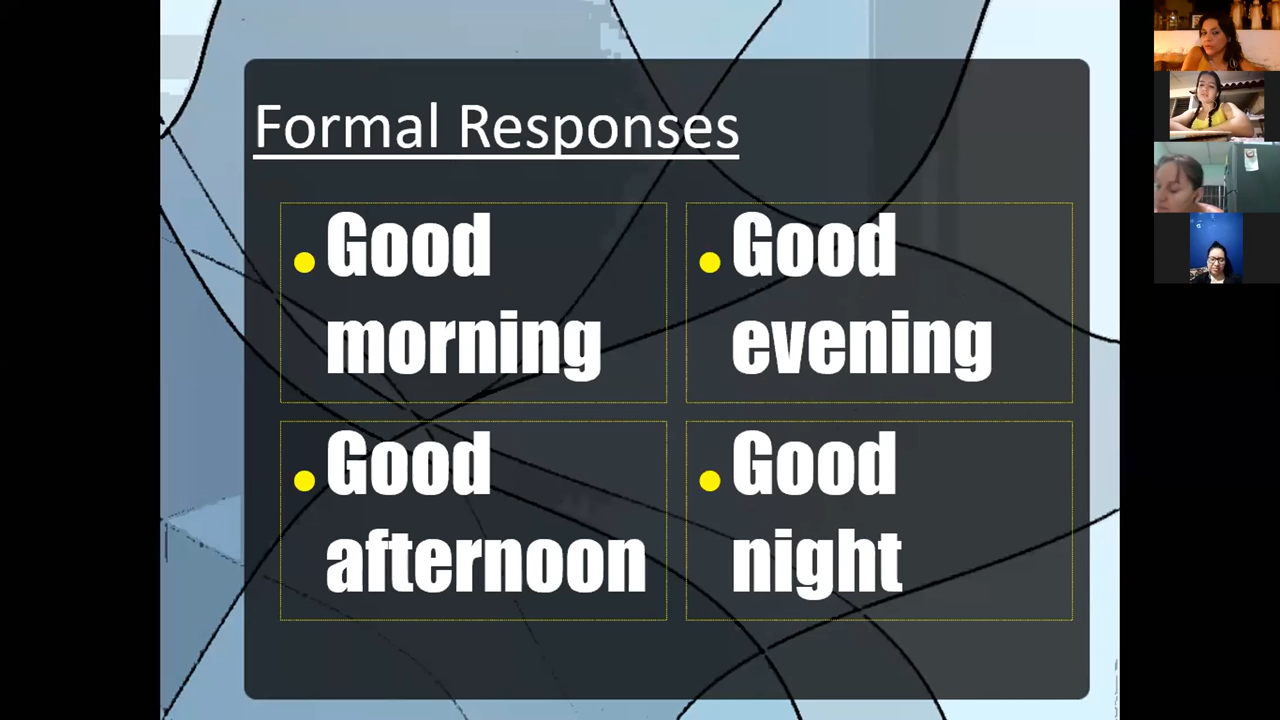 Formal Responses
Good
morning
Good
afternoon
Good
evening
Good
night